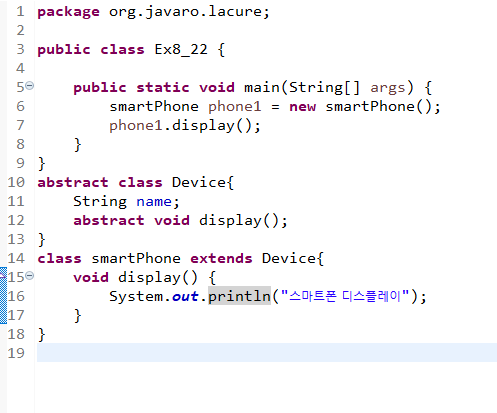 1 package org.javaro.lacure;
2
3 public class Ex8_22 {
4
5 public static void main(String[] args) {
6 smartPhone phone1 = new smartPhone();
7 phone1.display();
8 }
9 }
10 abstract class Device{
11 String name;
12 abstract void display();
13 }
14 class smartPhone extends Device{
15 void display() {
16 System.out.println("스마트폰 디스플레이");
17 }
18 }
19